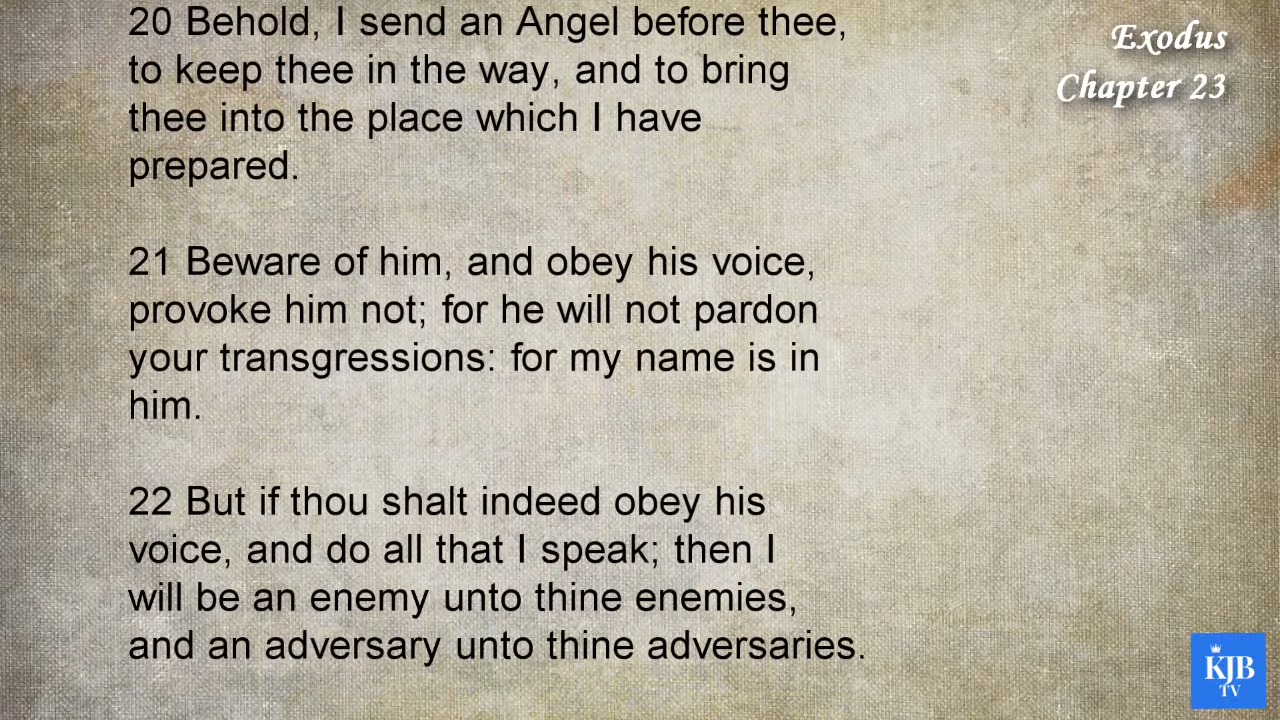 20 Behold, I send an Angel before thee,
to keep thee in the way, and to bring
thee into the place which I have
prepared.
21 Beware of him, and obey his voice,
provoke him not; for he will not pardon
your transgressions: for my name is in
him.
22 But if thou shalt indeed obey his
voice, and do all that I speak; then I
will be an enemy unto thine enemies,
and an adversary unto thine adversaries.
Exodus
Chapter 23
KJB
TV